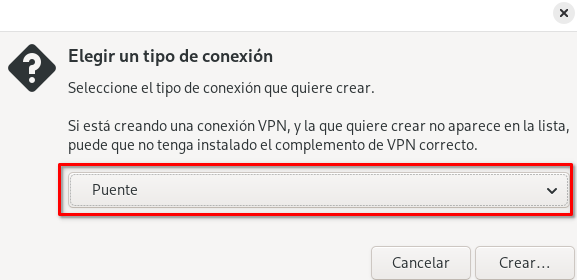 Elegir un tipo de conexión
Seleccione el tipo de conexión que quiere crear.
Si está creando una conexión VPN, y la que quiere crear no aparece en la lista,
puede que no tenga instalado el complemento de VPN correcto.
Puente
Cancelar
Crear...